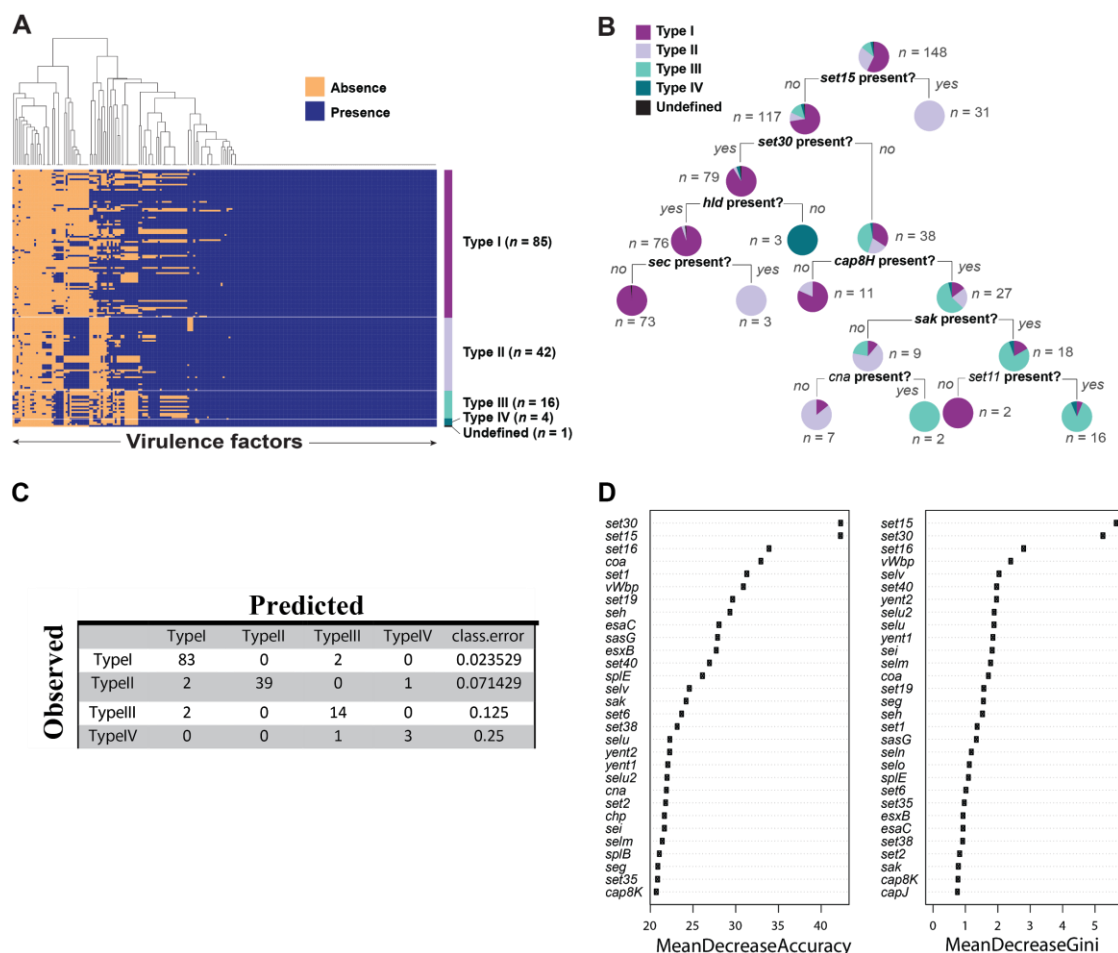 A
Absence
Presence
Type I (n = 85)
Type II (n = 42)
Type III (n = 16)
Type IV (n = 4)
Undefined (n = 1)
Virulence factors
B
Type I
Type II
Type III
Type IV
Undefined
n = 148
set15 present?
no
yes
n = 117
n = 31
set30 present?
yes
no
n = 79
hld present?
yes
no
n = 76
n = 3
n = 38
sec present?
cap8H present?
no
yes
no
yes
n = 73
n = 3
n = 11
n = 27
sak present?
no
yes
n = 9
n = 18
cna present?
set11 present?
no
yes
no
yes
n = 7
n = 2
n = 2
n = 16
C
Predicted
Observed
TypeI TypeII TypeIII TypeIV class.error
TypeI 83 0 2 0 0.023529
TypeII 2 39 0 1 0.071429
TypeIII 2 0 14 0 0.125
TypeIV 0 0 1 3 0.25
D
set30
set15
set16
coa
set1
vWbp
set19
seh
esaC
sasG
esxB
set40
splE
selv
sak
set6
set38
selu
yent2
yent1
selu2
cna
set2
chp
sei
selm
splB
seg
set35
cap8K
20 25 30 35 40
MeanDecreaseAccuracy
set15
set30
set16
vWbp
selv
set40
yent2
selu2
selu
yent1
sei
selm
coa
set19
seg
seh
set1
sasG
seln
selo
splE
set6
set35
esxB
esaC
set38
set2
sak
cap8K
capJ
0 1 2 3 4 5
MeanDecreaseGini